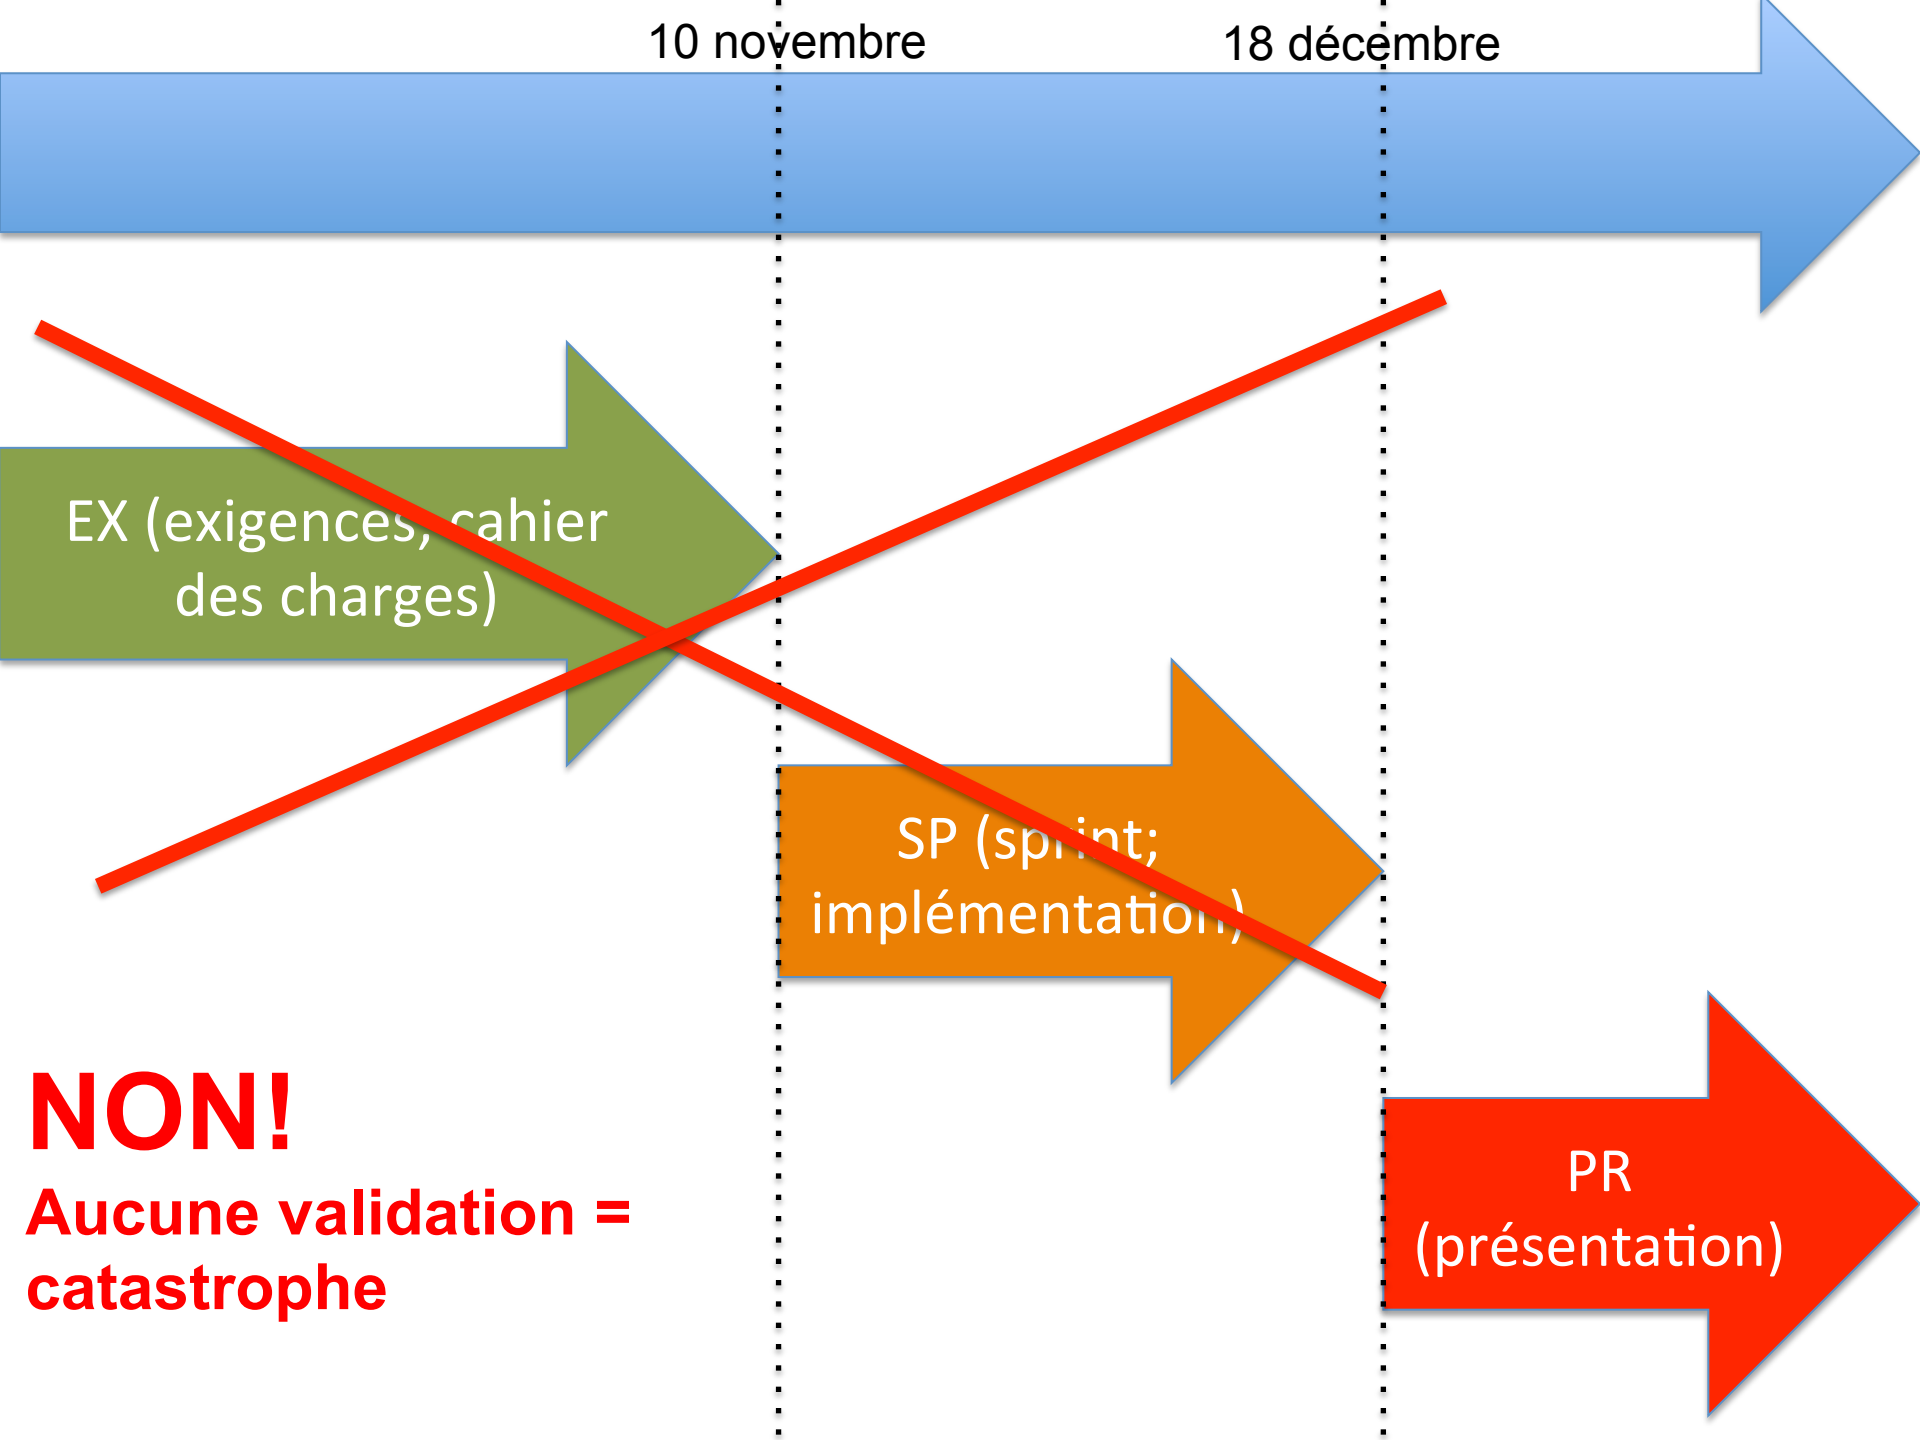 10 novembre
18 décembre
EX (exigences, cahier
des charges)
SP (sprint;
implémentation)
NON!
Aucune validation =
catastrophe
PR
(présentation)